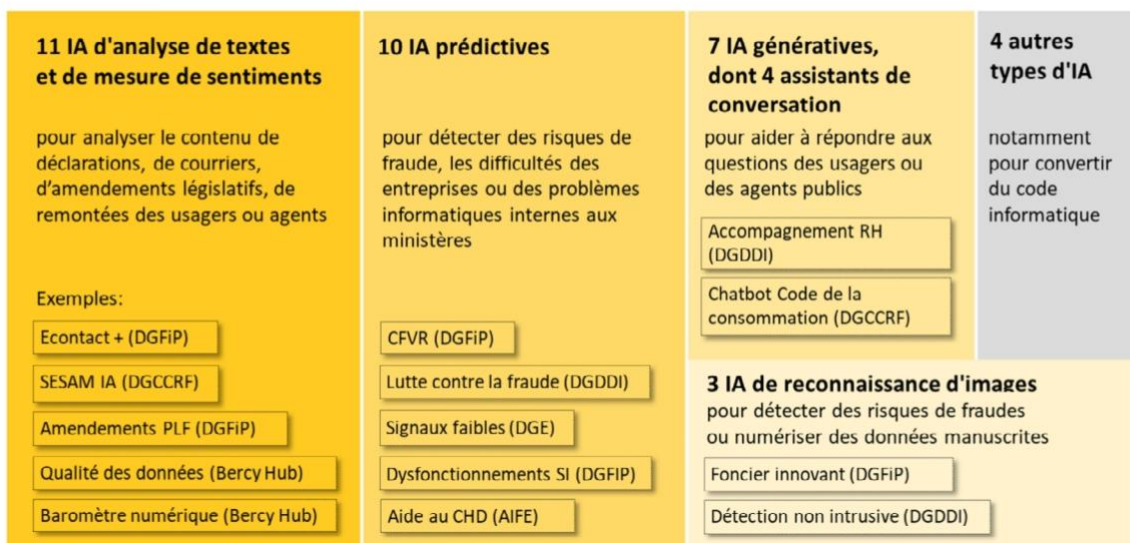 11 IA d'analyse de textes
et de mesure de sentiments
pour analyser le contenu de
déclarations, de courriers,
d'amendements législatifs, de
remontées des usagers ou agents
Exemples:
Econtact + (DGFiP)
SESAM IA (DGCCRF)
Amendements PLF (DGFiP)
Qualité des données (Bercy Hub)
Baromètre numérique (Bercy Hub)
10 IA prédictives
pour détecter des risques de
fraude, les difficultés des
entreprises ou des problèmes
informatiques internes aux
ministères
CFVR (DGFiP)
Lutte contre la fraude (DGDDI)
Signaux faibles (DGE)
Dysfonctionnements SI (DGFIP)
Aide au CHD (AIFE)
7 IA génératives,
dont 4 assistants de
conversation
pour aider à répondre aux
questions des usagers ou
des agents publics
Accompagnement RH
(DGDDI)
Chatbot Code de la
consommation (DGCCRF)
4 autres
types d'IA
notamment
pour convertir
du code
informatique
3 IA de reconnaissance d'images
pour détecter des risques de fraudes
ou numériser des données manuscrites
Foncier innovant (DGFiP)
Détection non intrusive (DGDDI)